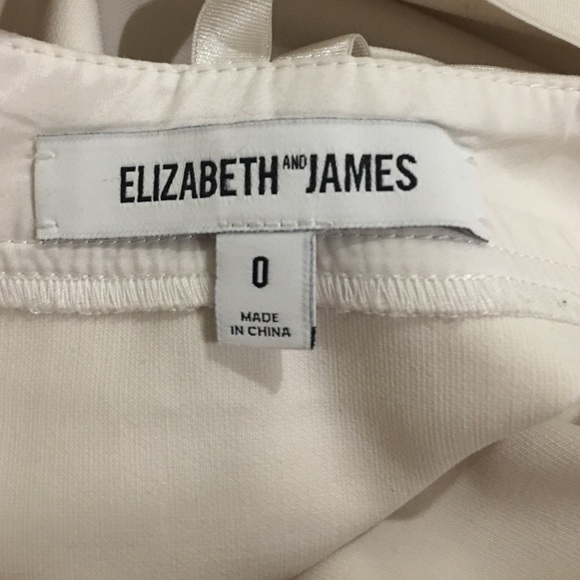 ELIZABETH AND JAMES
0
MADE
IN CHINA